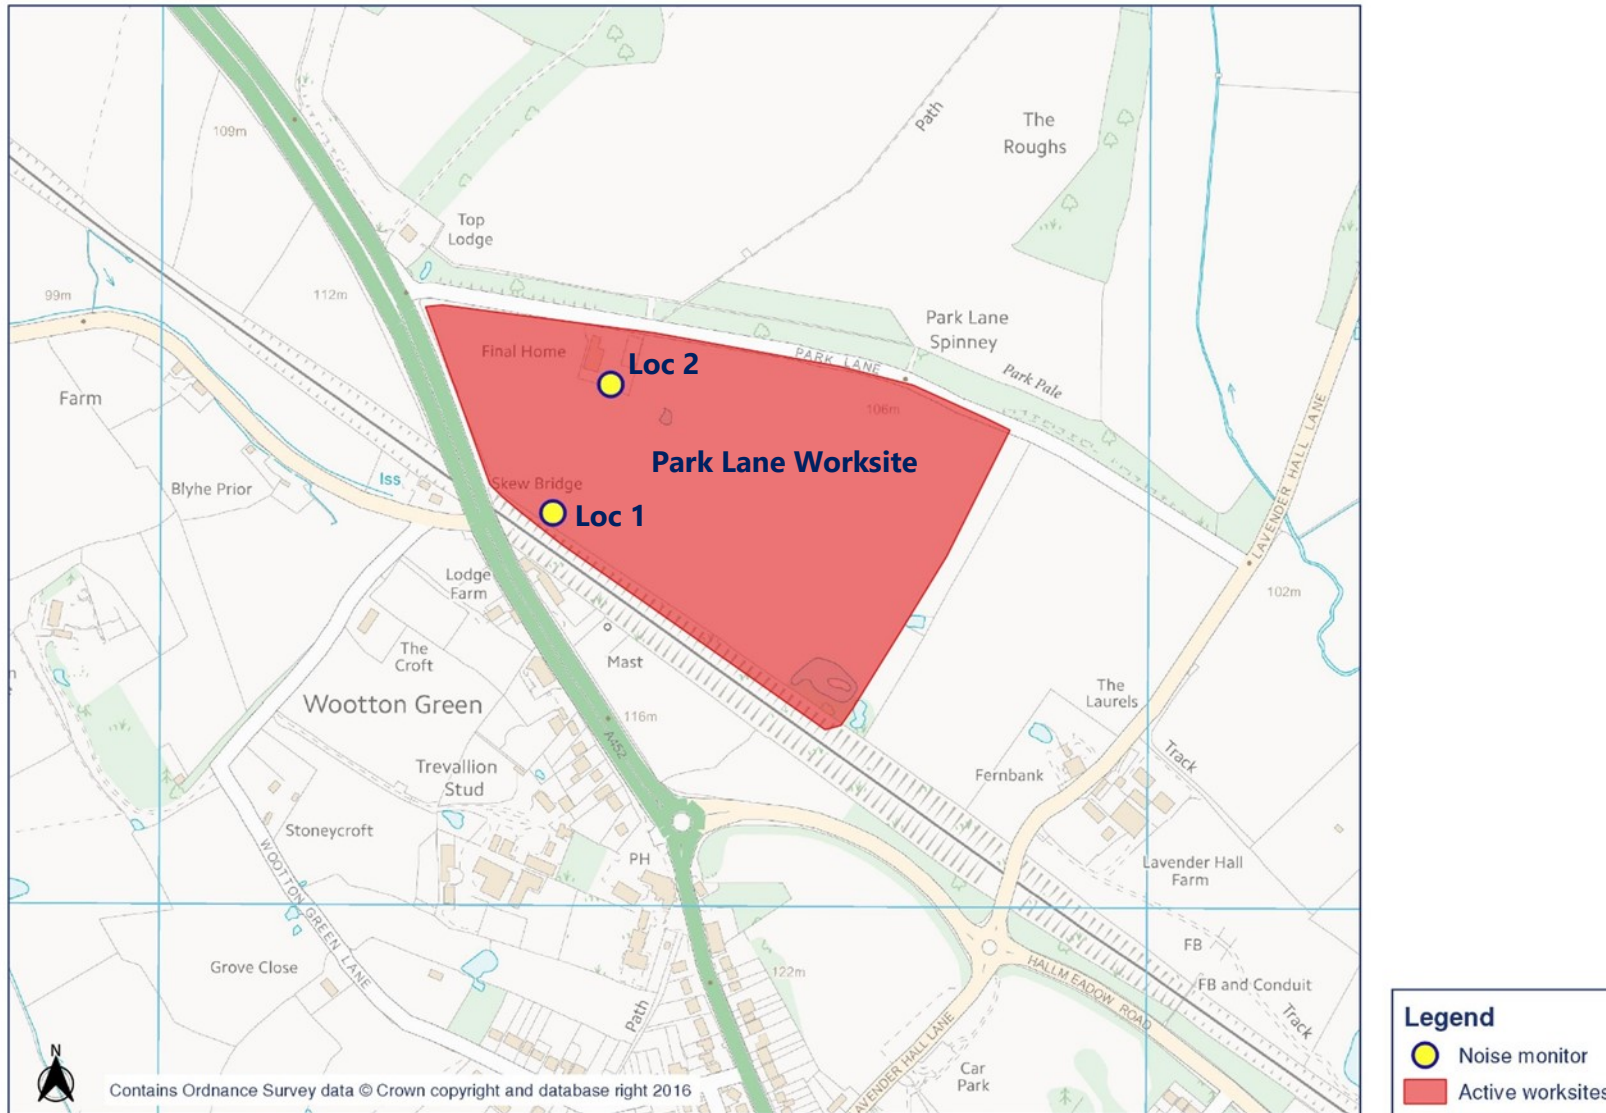 109m
Path
The
Roughs
Top
Lodge
99m
112m
Park Lane
Spinney
Final Home
Loc 2
PARK LANE
Park Pale
106m
Farm
Park Lane Worksite
LAVENDER HALL LANE
Iss
Blyhe Prior
Skew Bridge
Loc 1
Lodge
Farm
102m
The
Croft
Mast
Wootton Green
116m
A452
The
Laurels
Track
Trevallion
Stud
Fernbank
Stoneycroft
PH
Lavender Hall
Farm
WOOTTON GREEN LANE
FB
Grove Close
122m
HALLM EADOW ROAD
FB and Conduit
Path
Track
AVENDER HALL LANE
Car
Park
N
Contains Ordnance Survey data © Crown copyright and database right 2016
Legend
Noise monitor
Active worksites